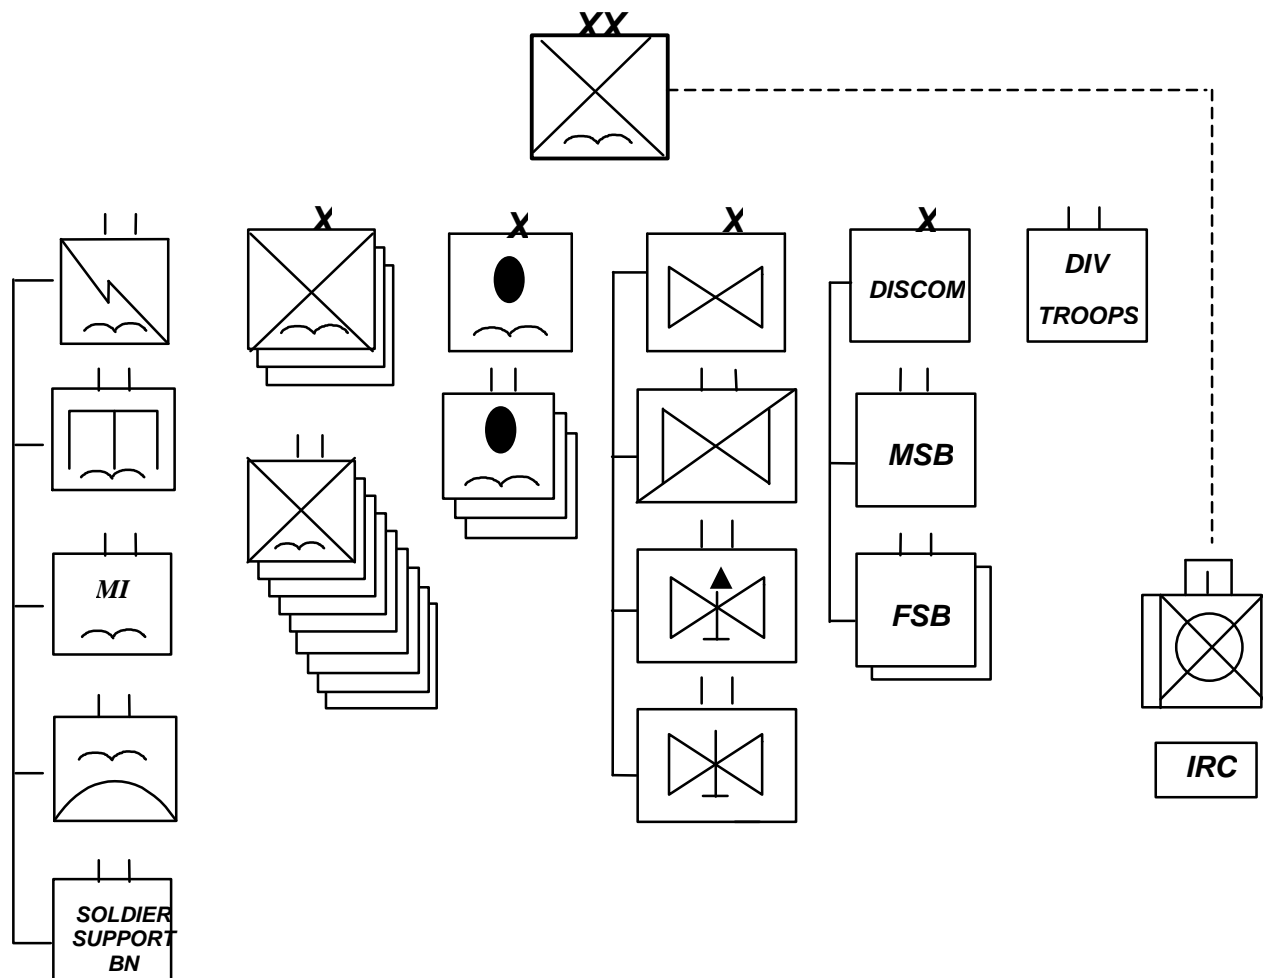 XX
X
X
X
X
DIV
TROOPS
DISCOM
MSB
MI
FSB
IRC
SOLDIER
SUPPORT
BN